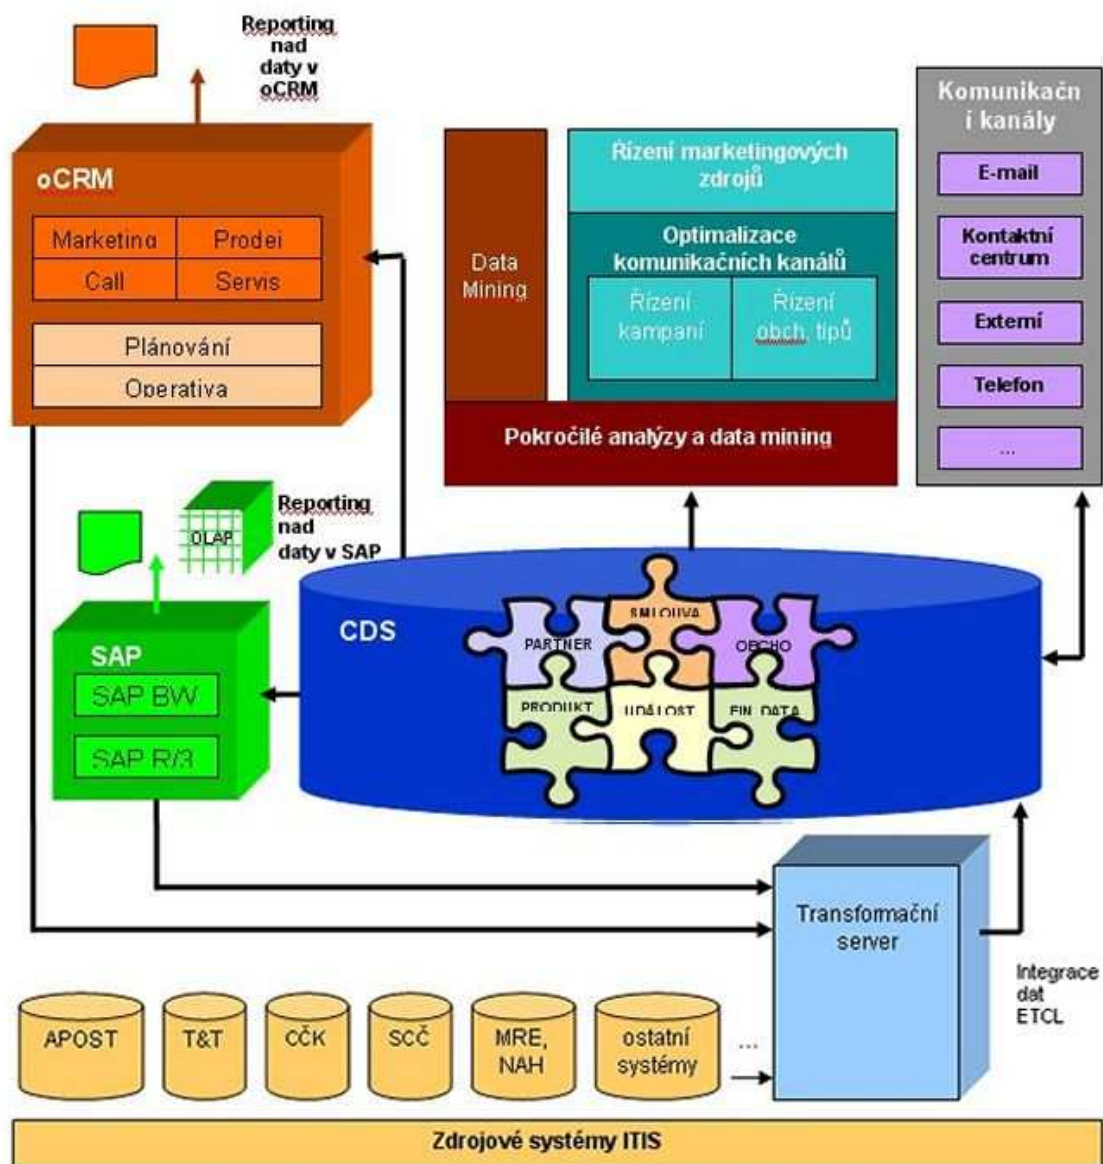 Reporting
nad
daty v
oCRM
oCRM
Marketing
Prodej
Call
Servis
Plánování
Operativa
Data
Mining
Řízení marketingových
zdrojů
Optimalizace
komunikačních kanálů
Řízení
kampaní
Řízení
obch. tipů
Pokročilé analýzy a data mining
Komunikačn
í kanály
E-mail
Kontaktní
centrum
Externí
Telefon
...
OLAP
Reporting
nad
daty v SAP
SAP
SAP BW
SAP R/3
CDS
PARTNER
SMLOUVA
OBCHO
PRODUKT
UDÁLOST
FIN. DATA
Transformační
server
Integrace
dat
ETCL
APOST
T&T
CČK
SCČ
MRE,
NAH
ostatní
systémy
...
Zdrojové systémy ITIS